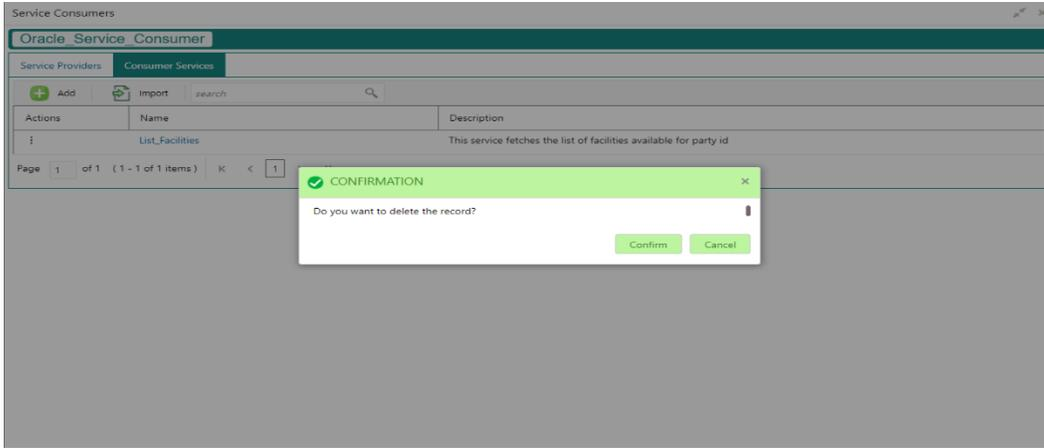 Service Consumers
Oracle_Service_Consumer
Service Providers Consumer Services
Add Import search
Actions Name Description
List_Facilities This service fetches the list of facilities available for party id
Page 1 of 1 (1 - 1 of 1 items) K < 1
CONFIRMATION ×
Do you want to delete the record?
Confirm Cancel